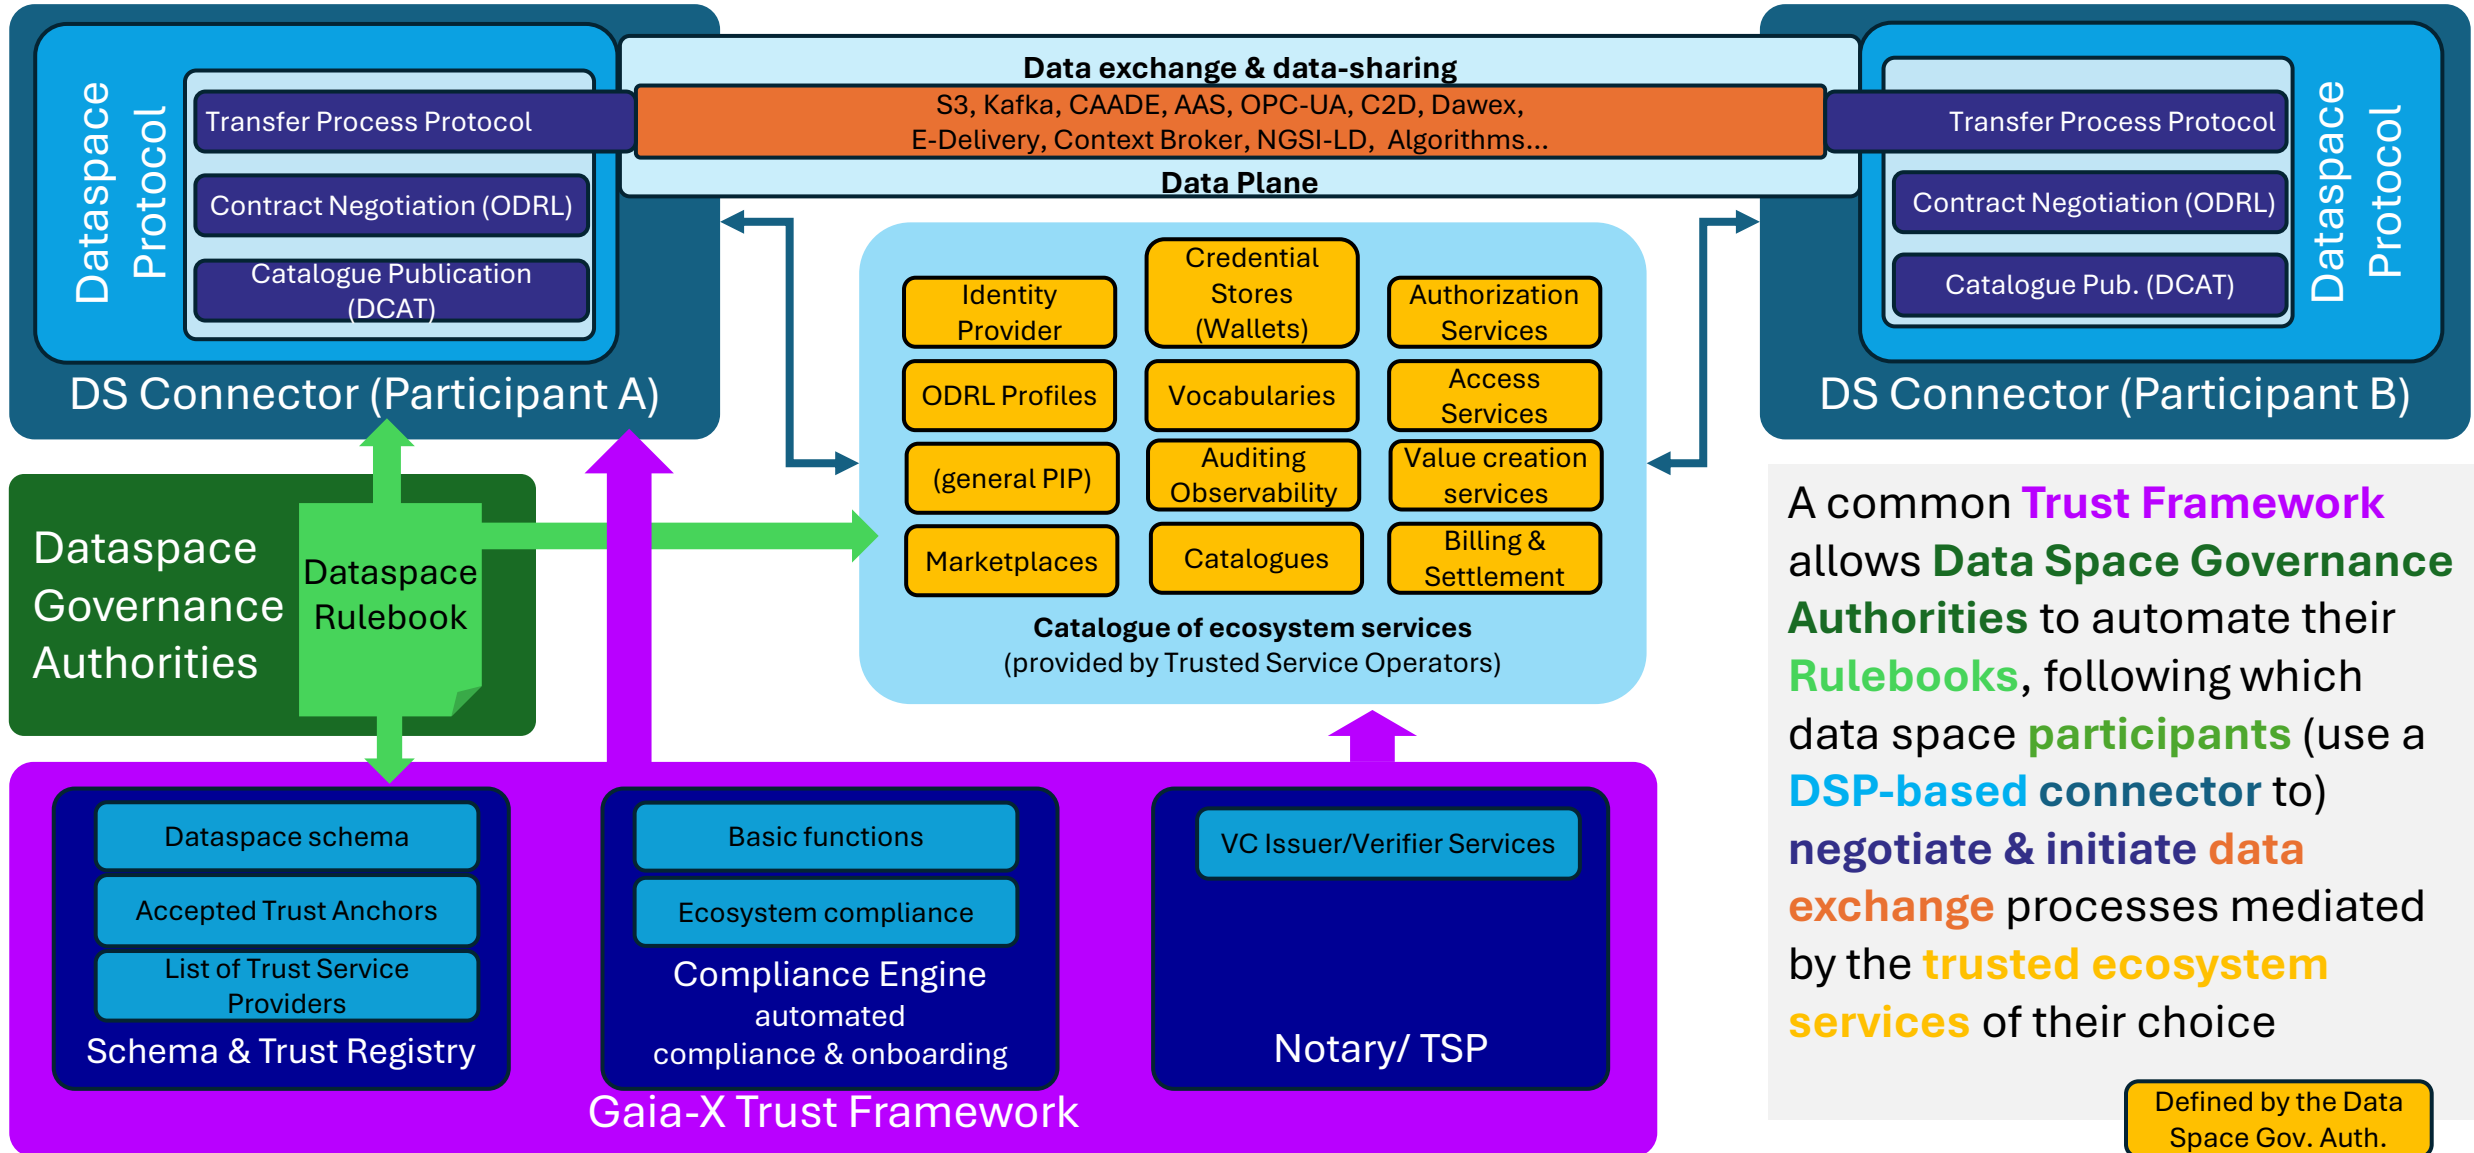 Dataspace
Protocol
Transfer Process Protocol
Contract Negotiation (ODRL)
Catalogue Publication
(DCAT)
DS Connector (Participant A)
Data exchange & data-sharing
S3, Kafka, CAADE, AAS, OPC-UA, C2D, Dawex,
E-Delivery, Context Broker, NGSI-LD, Algorithms...
Data Plane
Transfer Process Protocol
Contract Negotiation (ODRL)
Catalogue Pub. (DCAT)
Dataspace
Protocol
DS Connector (Participant B)
Identity
Provider
Credential
Stores
(Wallets)
Authorization
Services
ODRL Profiles
Vocabularies
Access
Services
(general PIP)
Auditing
Observability
Value creation
services
Marketplaces
Catalogues
Billing &
Settlement
Catalogue of ecosystem services
(provided by Trusted Service Operators)
Dataspace
Governance
Authorities
Dataspace
Rulebook
Dataspace schema
Accepted Trust Anchors
List of Trust Service
Providers
Schema & Trust Registry
Basic functions
Ecosystem compliance
Compliance Engine
automated
compliance & onboarding
VC Issuer/Verifier Services
Notary/ TSP
Gaia-X Trust Framework
A common Trust Framework
allows Data Space Governance
Authorities to automate their
Rulebooks, following which
data space participants (use a
DSP-based connector to)
negotiate & initiate data
exchange processes mediated
by the trusted ecosystem
services of their choice
Defined by the Data
Space Gov. Auth.